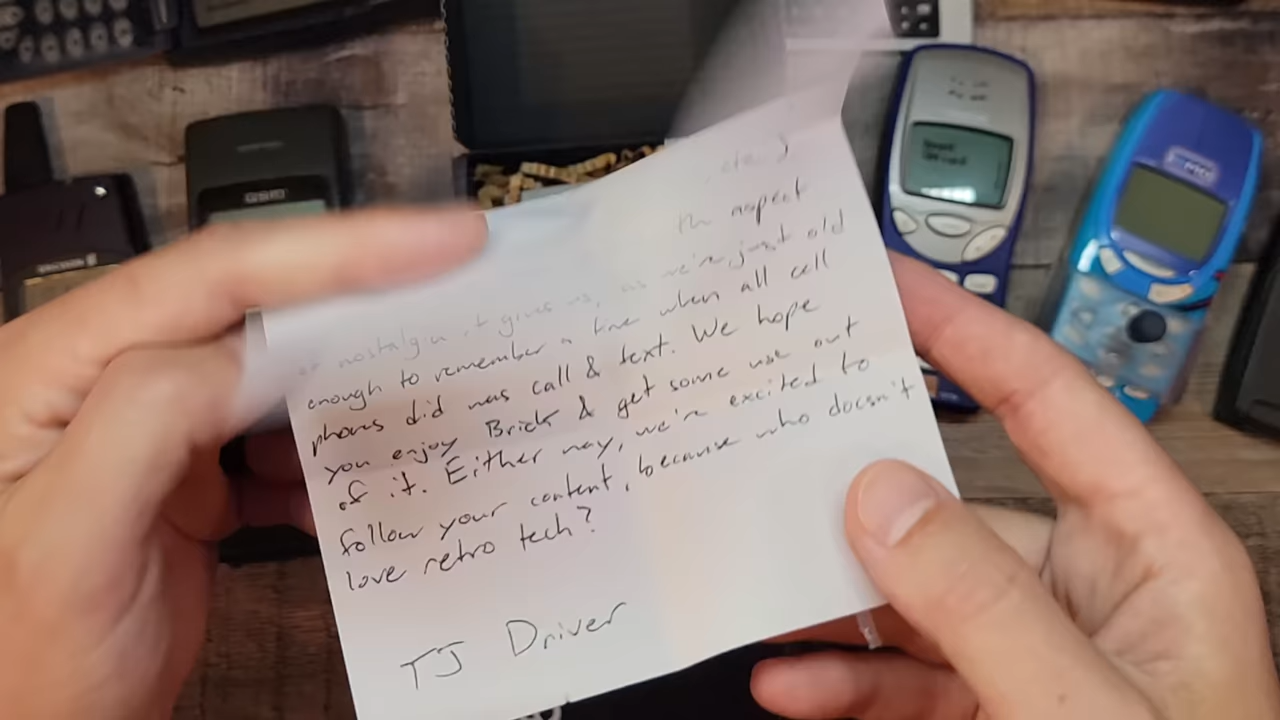 nostalgia it gives us, as we're just old
enough to remember a time when all cell
phones did was call & text. We hope
you enjoy Brick & get some use out
of it. Either way, we're excited to
follow your content, because who doesn't
love retro tech?
TJ Driver
ERICSSON